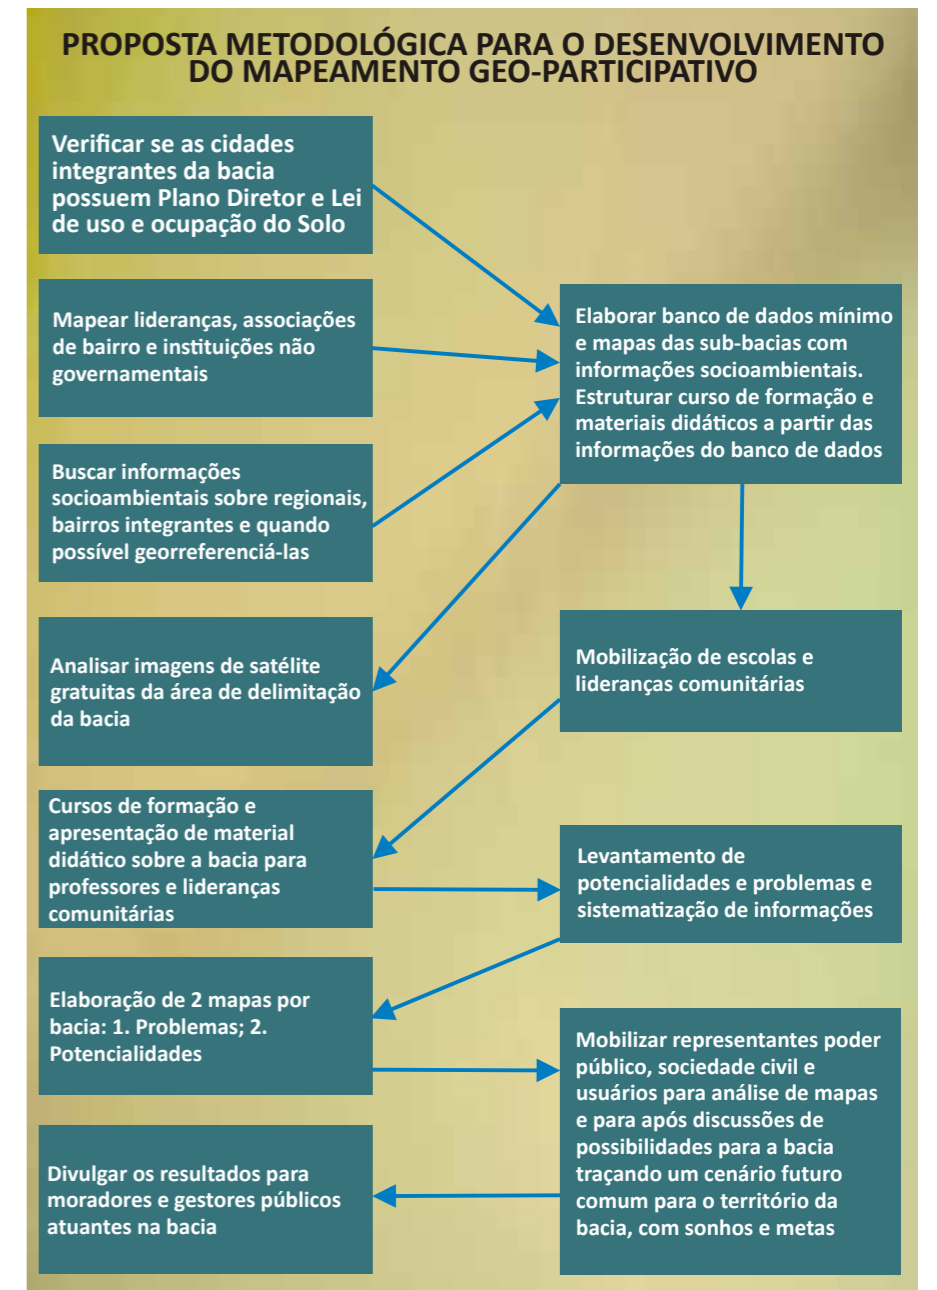 PROPOSTA METODOLÓGICA PARA O DESENVOLVIMENTO
DO MAPEAMENTO GEO-PARTICIPATIVO
Verificar se as cidades
integrantes da bacia
possuem Plano Diretor e Lei
de uso e ocupação do Solo
Mapear lideranças, associações
de bairro e instituições não
governamentais
Buscar informações
socioambientais sobre regionais,
bairros integrantes e quando
possível georreferenciá-las
Elaborar banco de dados mínimo
e mapas das sub-bacias com
informações socioambientais.
Estruturar curso de formação e
materiais didáticos a partir das
informações do banco de dados
Analisar imagens de satélite
gratuitas da área de delimitação
da bacia
Mobilização de escolas e
lideranças comunitárias
Cursos de formação e
apresentação de material
didático sobre a bacia para
professores e lideranças
comunitárias
Levantamento de
potencialidades e problemas e
sistematização de informações
Elaboração de 2 mapas por
bacia: 1. Problemas; 2.
Potencialidades
Mobilizar representantes poder
público, sociedade civil e
usuários para análise de mapas
e para após discussões de
possibilidades para a bacia
traçando um cenário futuro
comum para o território da
bacia, com sonhos e metas
Divulgar os resultados para
moradores e gestores públicos
atuantes na bacia